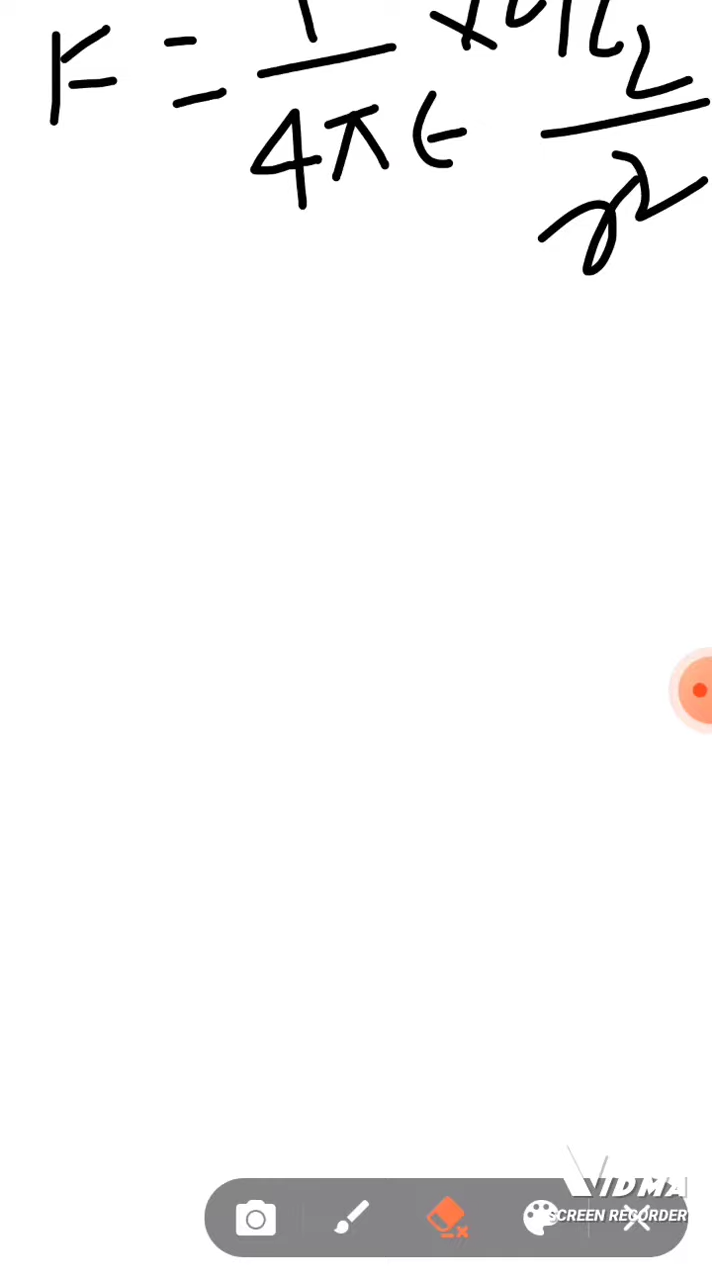 F = 1/4πϵ × q₁q₂/r²
VIDMA
SCREEN RECORDER